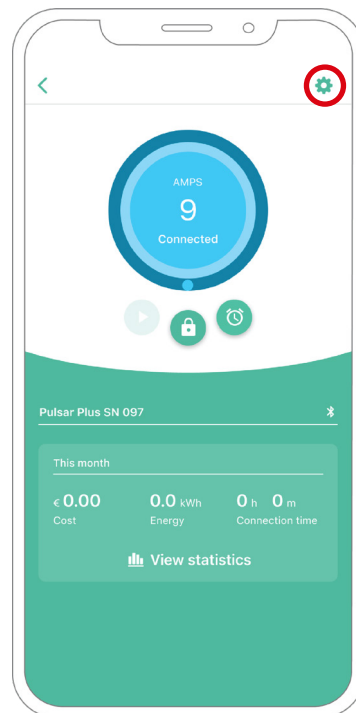 AMPS
9
Connected
Pulsar Plus SN 097
This month
€ 0.00 0.0 kWh 0 h 0 m
Cost Energy Connection time
View statistics